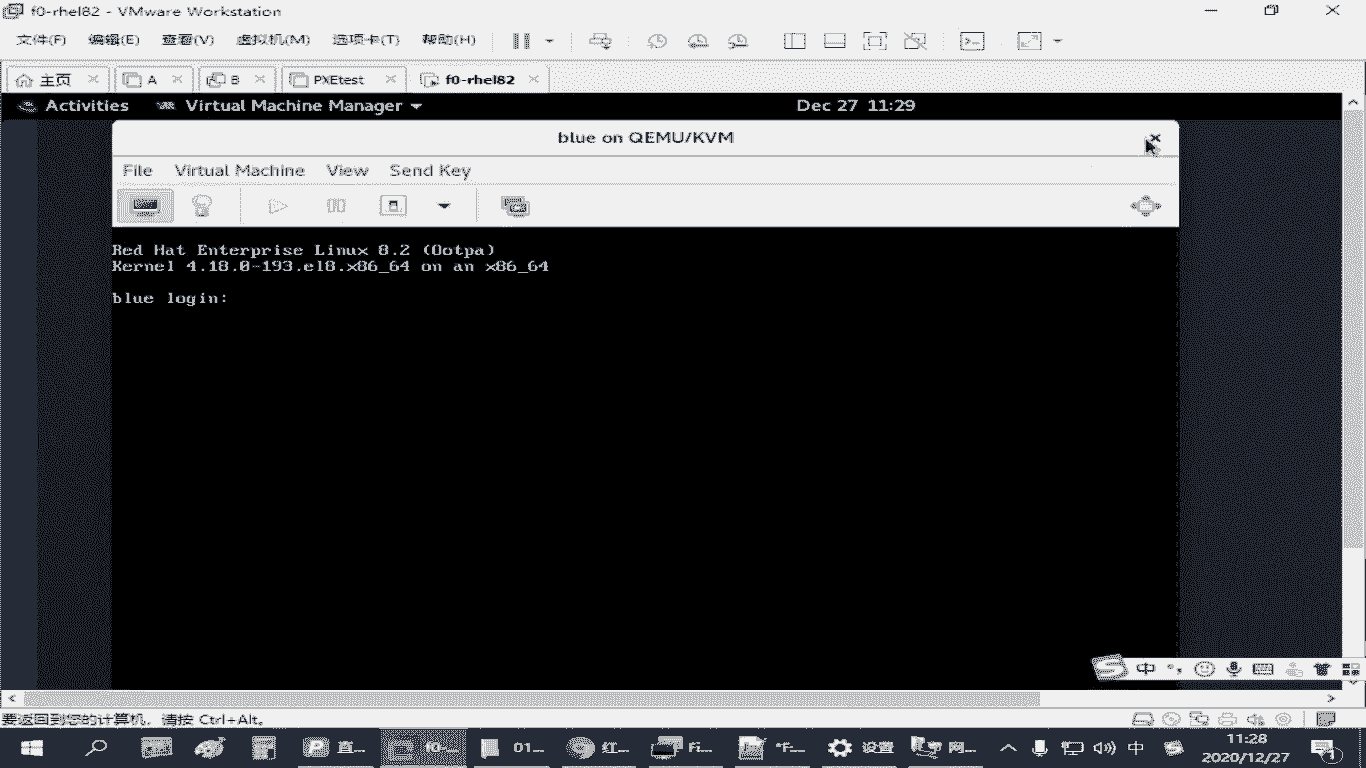 f0-rhel82 - VMware Workstation
文件(F) 编辑(E) 查看(V) 虚拟机(M) 选项卡(T) 帮助(H)
主页 A B PXEtest f0-rhel82
Activities Virtual Machine Manager Dec 27 11:29
blue on QEMU/KVM
File Virtual Machine View Send Key
Red Hat Enterprise Linux 8.2 (Ootpa)
Kernel 4.18.0-193.el8.x86_64 on an x86_64
blue login:
中
要返回到您的计算机，请按 Ctrl+Alt。
直... f0-... 01... 红... Fi... 设置 网... 中 11:28
2020/12/27